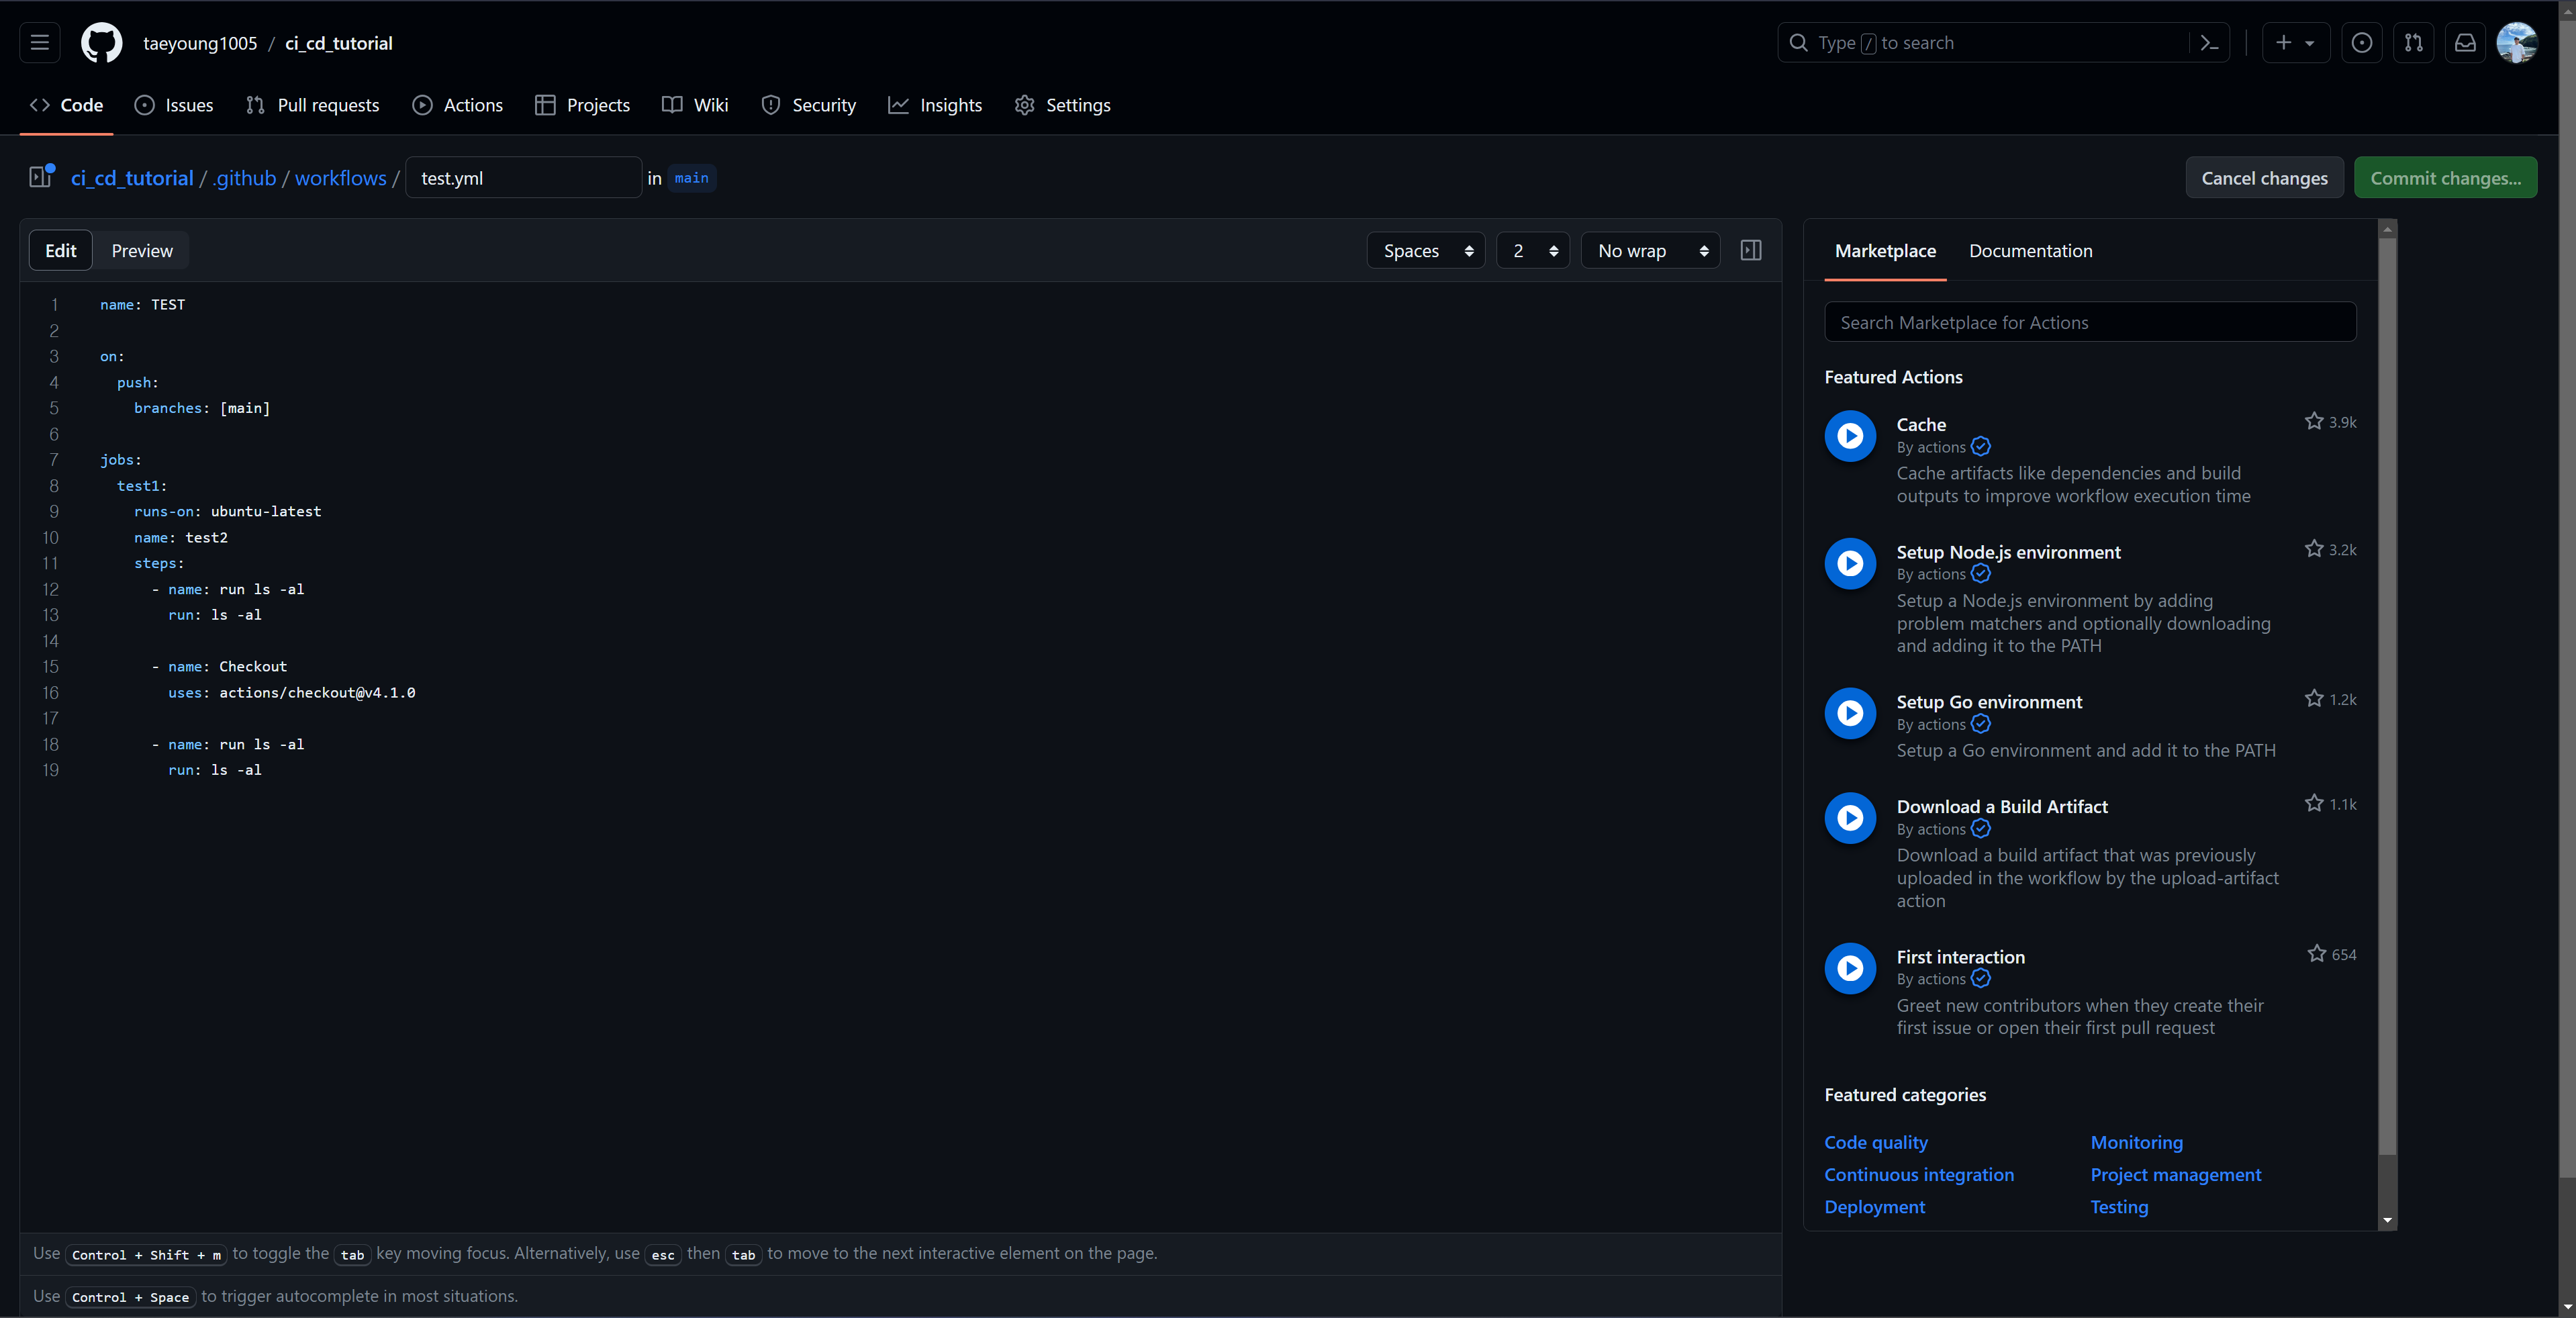 taeyoung1005 / ci_cd_tutorial
Type / to search
Code Issues Pull requests Actions Projects Wiki Security Insights Settings
ci_cd_tutorial / .github / workflows / test.yml in main
Cancel changes Commit changes...
Edit Preview
Spaces 2 No wrap
1 name: TEST
2
3 on:
4 push:
5 branches: [main]
6
7 jobs:
8 test1:
9 runs-on: ubuntu-latest
10 name: test2
11 steps:
12 - name: run ls -al
13 run: ls -al
14
15 - name: Checkout
16 uses: actions/checkout@v4.1.0
17
18 - name: run ls -al
19 run: ls -al
Use Control + Shift + m to toggle the tab key moving focus. Alternatively, use esc then tab to move to the next interactive element on the page.
Use Control + Space to trigger autocomplete in most situations.
Marketplace Documentation
Search Marketplace for Actions
Featured Actions
Cache 3.9k
By actions
Cache artifacts like dependencies and build
outputs to improve workflow execution time
Setup Node.js environment 3.2k
By actions
Setup a Node.js environment by adding
problem matchers and optionally downloading
and adding it to the PATH
Setup Go environment 1.2k
By actions
Setup a Go environment and add it to the PATH
Download a Build Artifact 1.1k
By actions
Download a build artifact that was previously
uploaded in the workflow by the upload-artifact
action
First interaction 654
By actions
Greet new contributors when they create their
first issue or open their first pull request
Featured categories
Code quality Monitoring
Continuous integration Project management
Deployment Testing